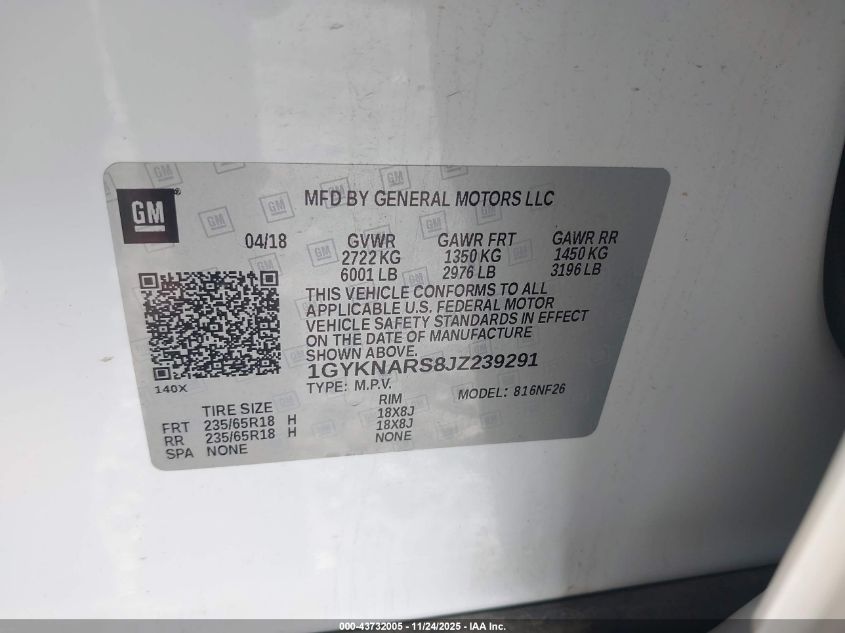 GM ®
MFD BY GENERAL MOTORS LLC
04/18 GVWR GAWR FRT GAWR RR
2722 KG 1350 KG 1450 KG
6001 LB 2976 LB 3196 LB
THIS VEHICLE CONFORMS TO ALL
APPLICABLE U.S. FEDERAL MOTOR
VEHICLE SAFETY STANDARDS IN EFFECT
ON THE DATE OF MANUFACTURE
SHOWN ABOVE.
1GYKNARS8JZ239291
140X
TYPE: M.P.V. MODEL: 816NF26
TIRE SIZE RIM
FRT 235/65R18 H 18X8J
RR 235/65R18 H 18X8J
SPA NONE NONE
000-43732005 - 11/24/2025 - IAA Inc.